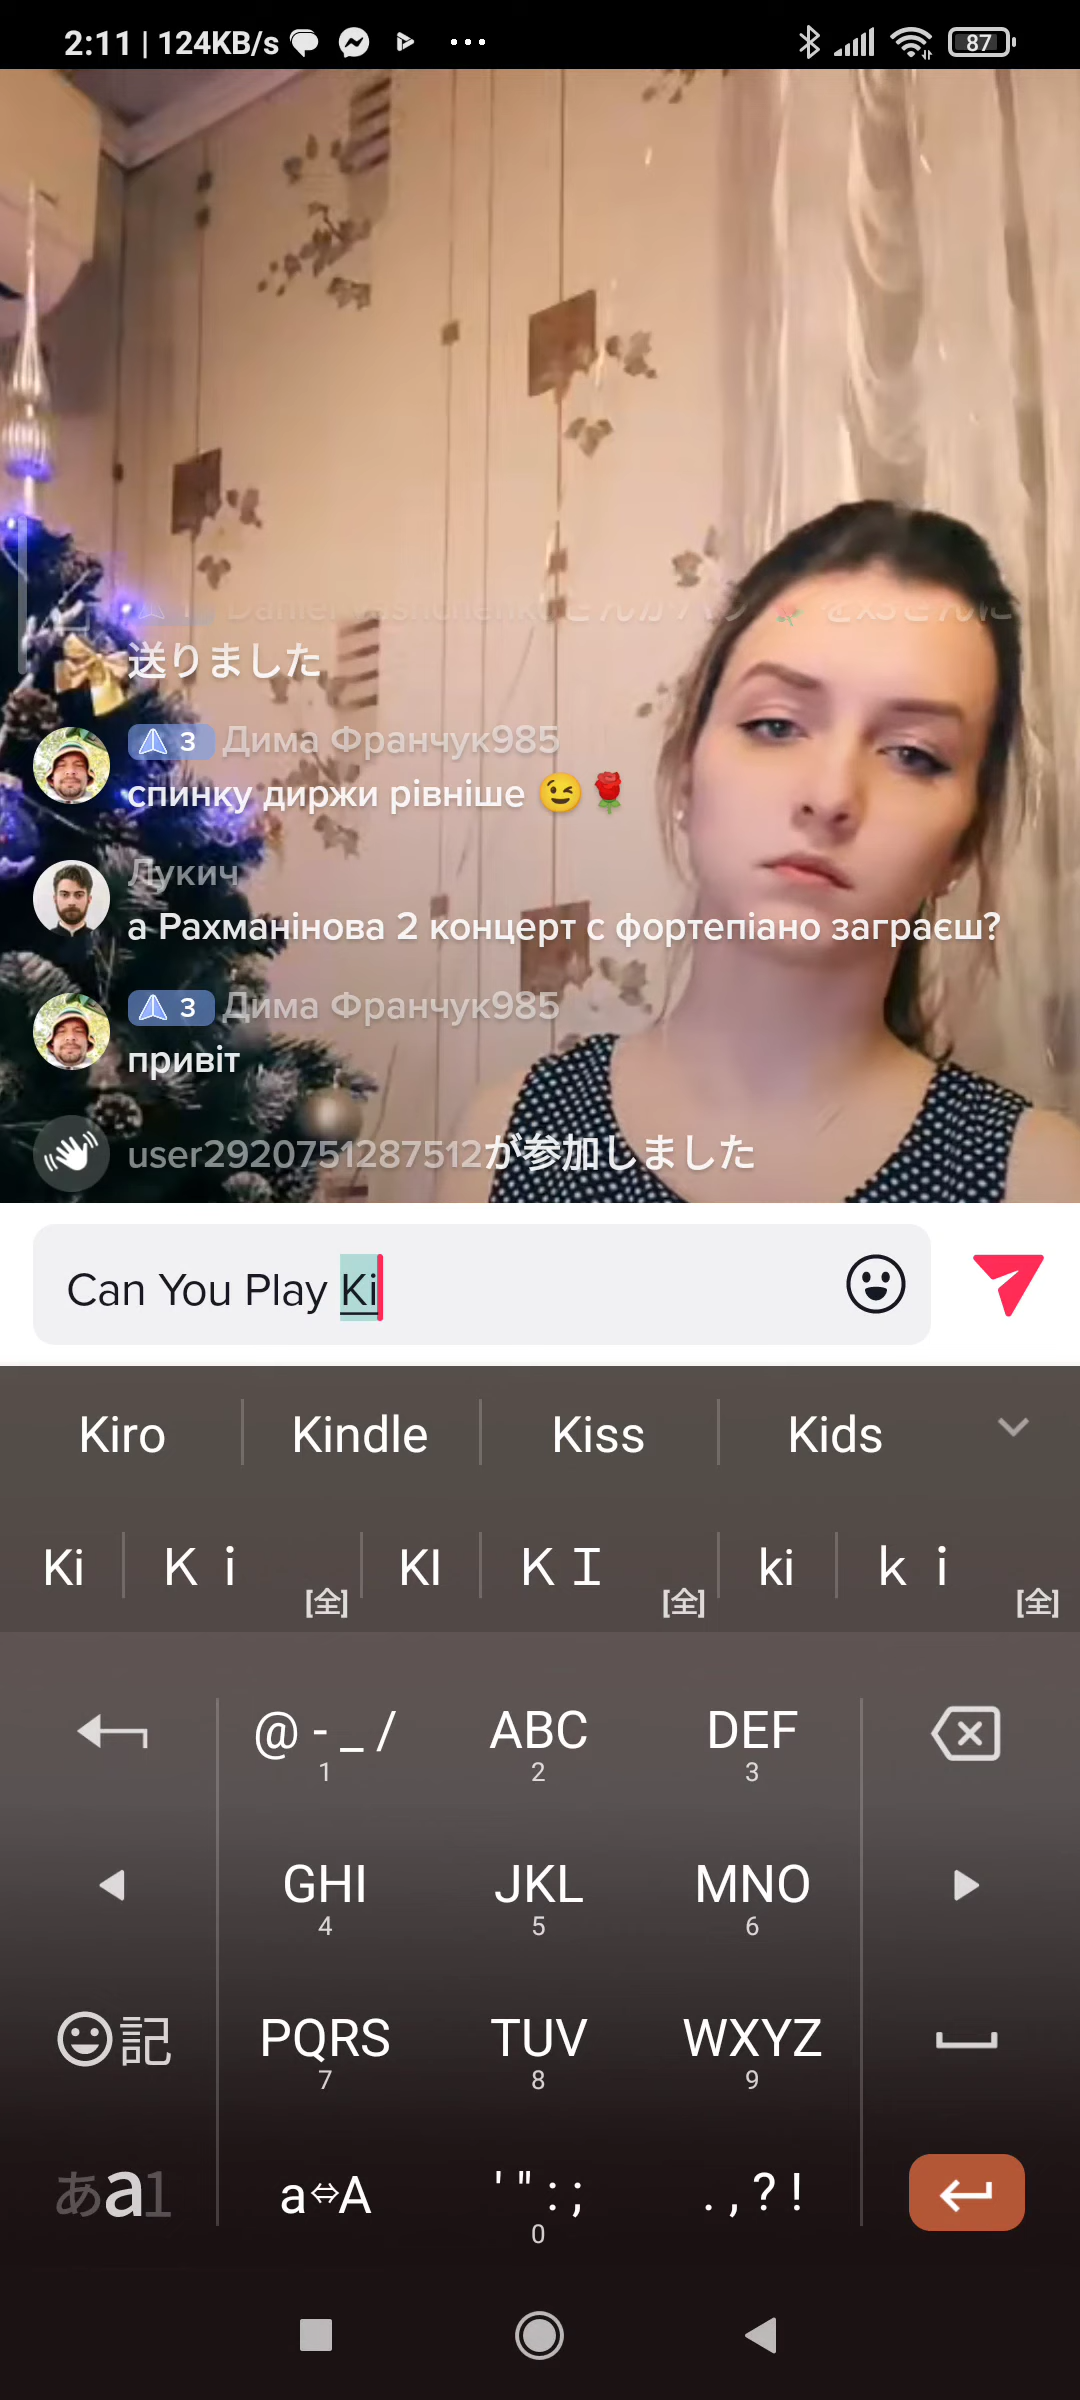 2:11 | 124KB/s
87
送りました
3 Дима Франчук985
спинку диржи рівніше 😉🌹
Лукич
а Рахманінова 2 концерт с фортепіано заграєш?
3 Дима Франчук985
привіт
user2920751287512が参加しました
Can You Play Ki
Kiro Kindle Kiss Kids
Ki Ｋｉ [全] KI ＫＩ [全] ki ｋｉ [全]
@-_/ ABC DEF
1 2 3
GHI JKL MNO
4 5 6
記 PQRS TUV WXYZ
7 8 9
あa1 a⇔A '":; .,?!
0